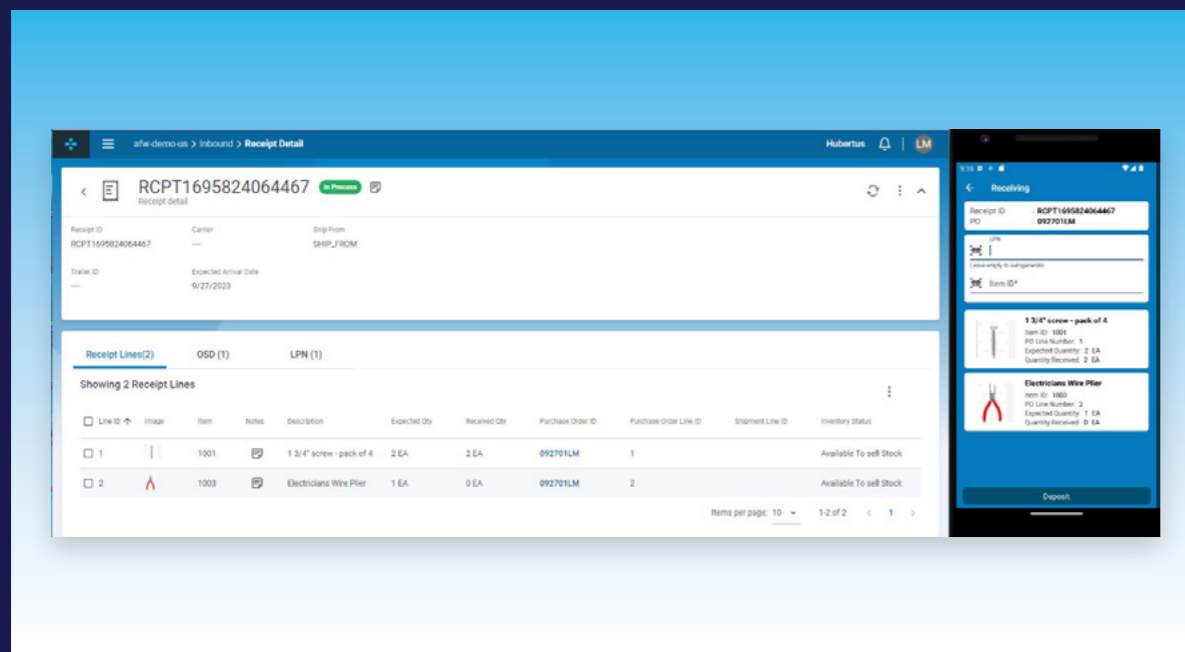 afw-demo-us > Inbound > Receipt Detail
Hubertus
LM
RCPT1695824064467
In Process
Receipt detail
Receipt ID
Carrier
Ship From
RCPT1695824064467
---
SHIP_FROM
Trailer ID
Expected Arrival Date
---
9/27/2023
Receipt Lines(2)
OSD (1)
LPN (1)
Showing 2 Receipt Lines
Line ID Image Item Notes Description Expected Qty Received Qty Purchase Order ID Purchase Order Line ID Shipment Line ID Inventory Status
1 1001 1 3/4" screw - pack of 4 2 EA 2 EA 092701LM 1 Available To sell Stock
2 1003 Electricians Wire Plier 1 EA 0 EA 092701LM 2 Available To sell Stock
Items per page: 10 1-2 of 2 < 1 >
9:16
Receiving
Receipt ID : RCPT1695824064467
PO : 092701LM
LPN
Leave empty to autogenerate
Item ID*
1 3/4" screw - pack of 4
Item ID: 1001
PO Line Number: 1
Expected Quantity: 2 EA
Quantity Received: 2 EA
Electricians Wire Plier
Item ID: 1003
PO Line Number: 2
Expected Quantity: 1 EA
Quantity Received: 0 EA
Deposit